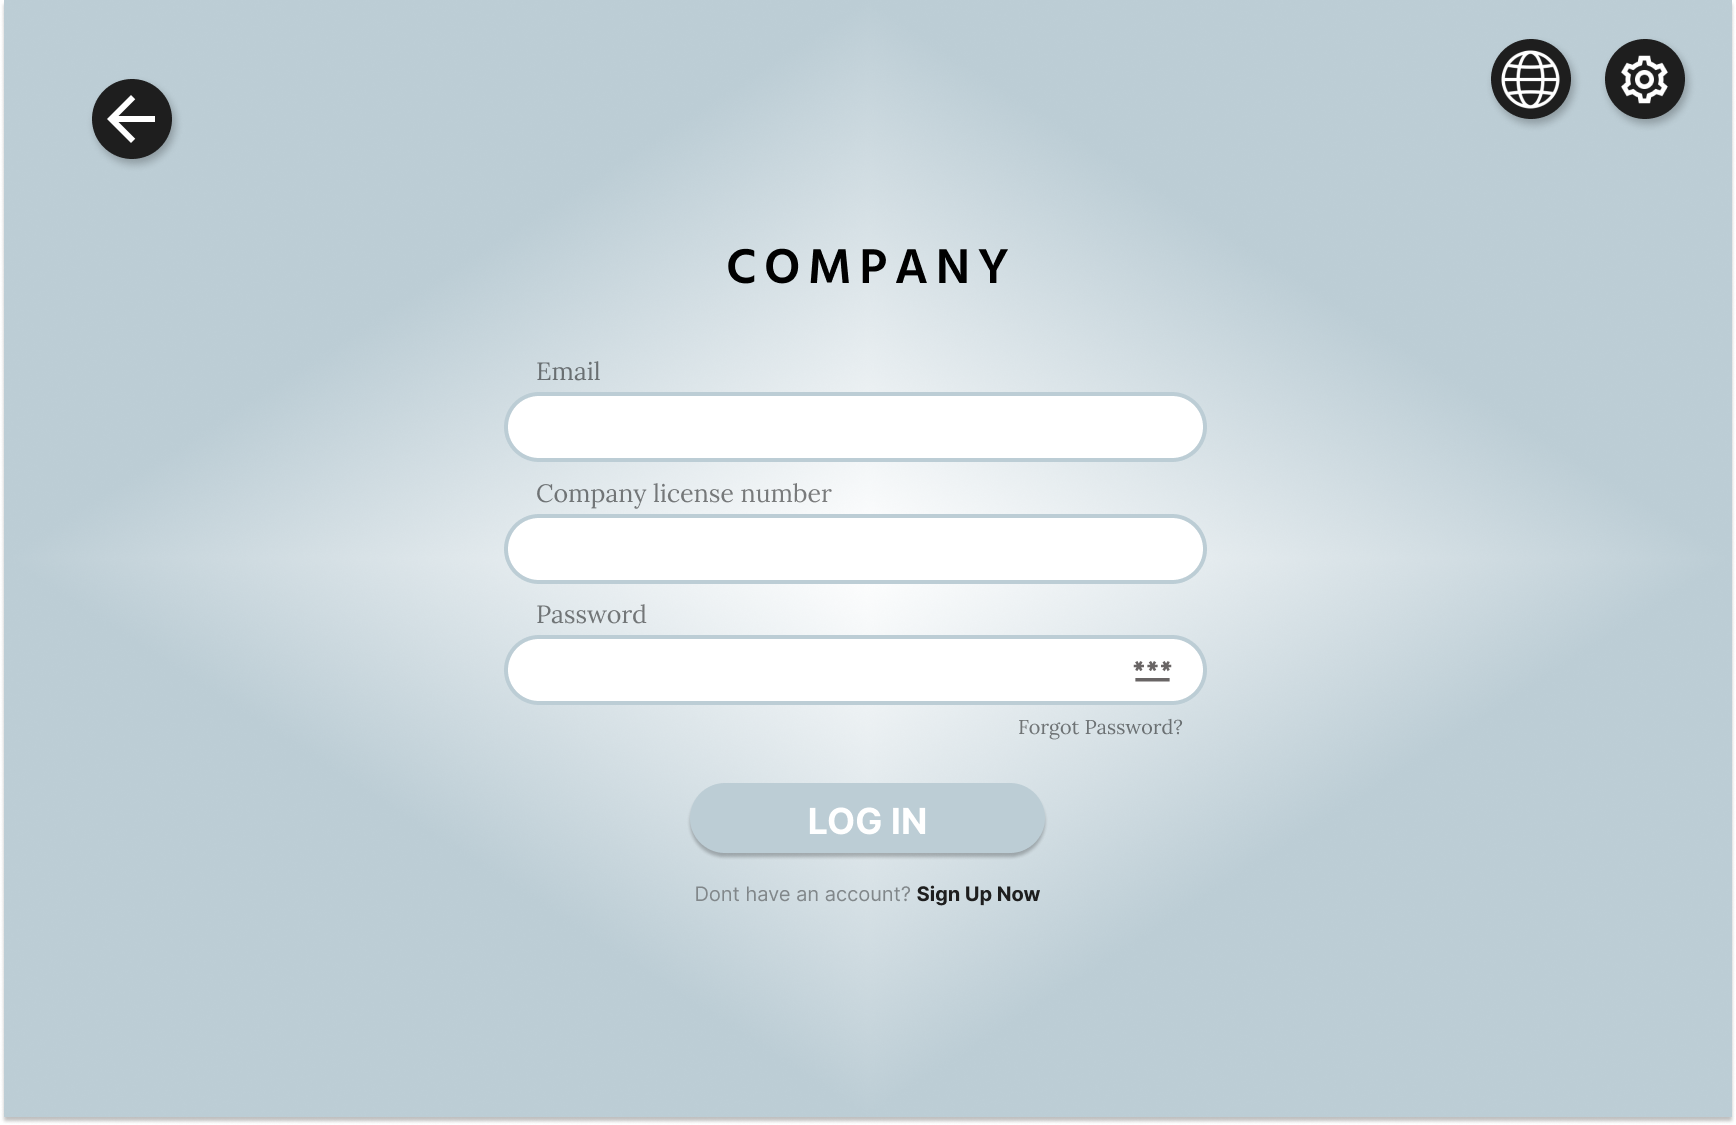 COMPANY
Email
Company license number
Password
***
Forgot Password?
LOG IN
Dont have an account? Sign Up Now